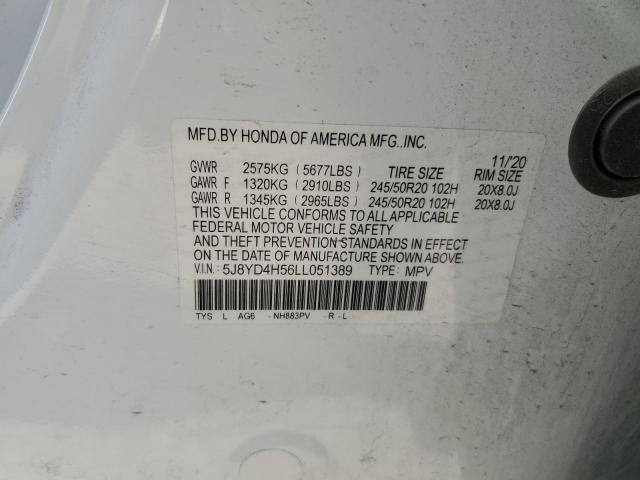 MFD.BY HONDA OF AMERICA MFG.,INC.
11/20
GVWR 2575KG (5677LBS) TIRE SIZE RIM SIZE
GAWR F 1320KG (2910LBS) 245/50R20 102H 20X8.0J
GAWR R 1345KG (2965LBS) 245/50R20 102H 20X8.0J
THIS VEHICLE CONFORMS TO ALL APPLICABLE
FEDERAL MOTOR VEHICLE SAFETY
AND THEFT PREVENTION STANDARDS IN EFFECT
ON THE DATE OF MANUFACTURE SHOWN ABOVE.
V.I.N.: 5J8YD4H56LL051389 TYPE: MPV
TYS L AG6 -NH883PV -R-L